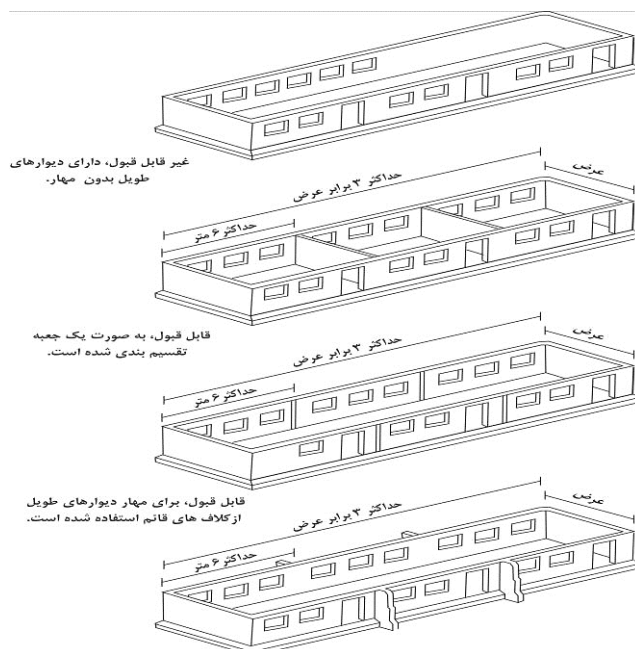 غیر قابل قبول، دارای دیوارهای
طویل بدون مهار.
حداکثر ۳ برابر عرض
عرض
حداکثر ۶ متر
قابل قبول، به صورت یک جعبه
تقسیم بندی شده است.
حداکثر ۳ برابر عرض
عرض
حداکثر ۶ متر
قابل قبول، برای مهار دیوارهای طویل
ازکلاف های قائم استفاده شده است.
حداکثر ۳ برابر عرض
عرض
حداکثر ۶ متر